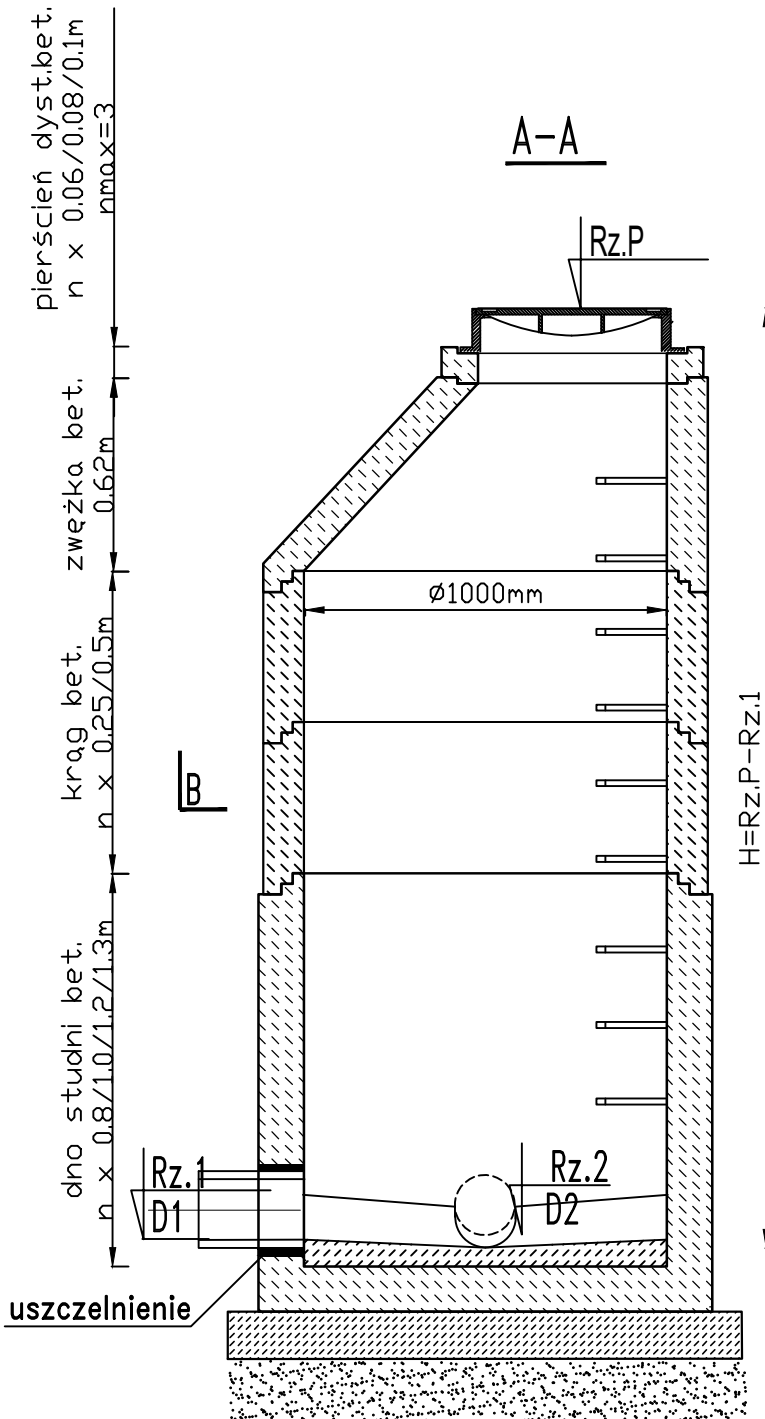 pierścień dyst.bet.
n x 0.06/0.08/0.1m
nmax=3
A-A
Rz.P
zwężka bet.
0.62m
ø1000mm
krąg bet.
n x 0.25/0.5m
B
H=Rz.P-Rz.1
dno studni bet.
n x 0.8/1.0/1.2/1.3m
Rz.1
D1
Rz.2
D2
uszczelnienie